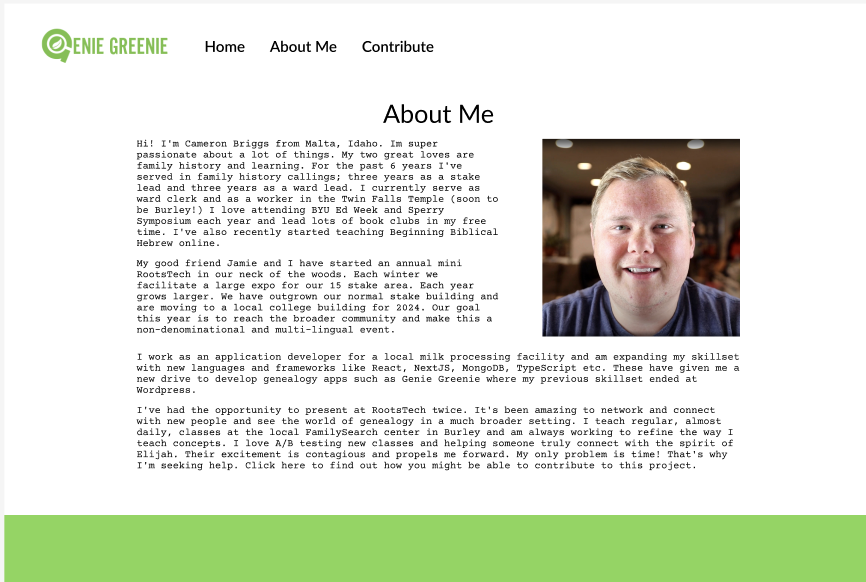 GENIE GREENIE
Home
About Me
Contribute
About Me
Hi! I'm Cameron Briggs from Malta, Idaho. Im super
passionate about a lot of things. My two great loves are
family history and learning. For the past 6 years I've
served in family history callings; three years as a stake
lead and three years as a ward lead. I currently serve as
ward clerk and as a worker in the Twin Falls Temple (soon to
be Burley!) I love attending BYU Ed Week and Sperry
Symposium each year and lead lots of book clubs in my free
time. I've also recently started teaching Beginning Biblical
Hebrew online.
My good friend Jamie and I have started an annual mini
RootsTech in our neck of the woods. Each winter we
facilitate a large expo for our 15 stake area. Each year
grows larger. We have outgrown our normal stake building and
are moving to a local college building for 2024. Our goal
this year is to reach the broader community and make this a
non-denominational and multi-lingual event.
I work as an application developer for a local milk processing facility and am expanding my skillset
with new languages and frameworks like React, NextJS, MongoDB, TypeScript etc. These have given me a
new drive to develop genealogy apps such as Genie Greenie where my previous skillset ended at
Wordpress.
I've had the opportunity to present at RootsTech twice. It's been amazing to network and connect
with new people and see the world of genealogy in a much broader setting. I teach regular, almost
daily, classes at the local FamilySearch center in Burley and am always working to refine the way I
teach concepts. I love A/B testing new classes and helping someone truly connect with the spirit of
Elijah. Their excitement is contagious and propels me forward. My only problem is time! That's why
I'm seeking help. Click here to find out how you might be able to contribute to this project.